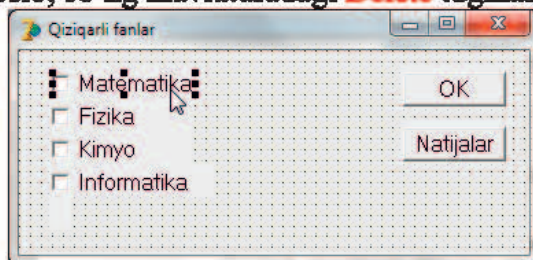 Qiziqarli fanlar
Matematika
OK
Fizika
Kimyo
Natijalar
Informatika